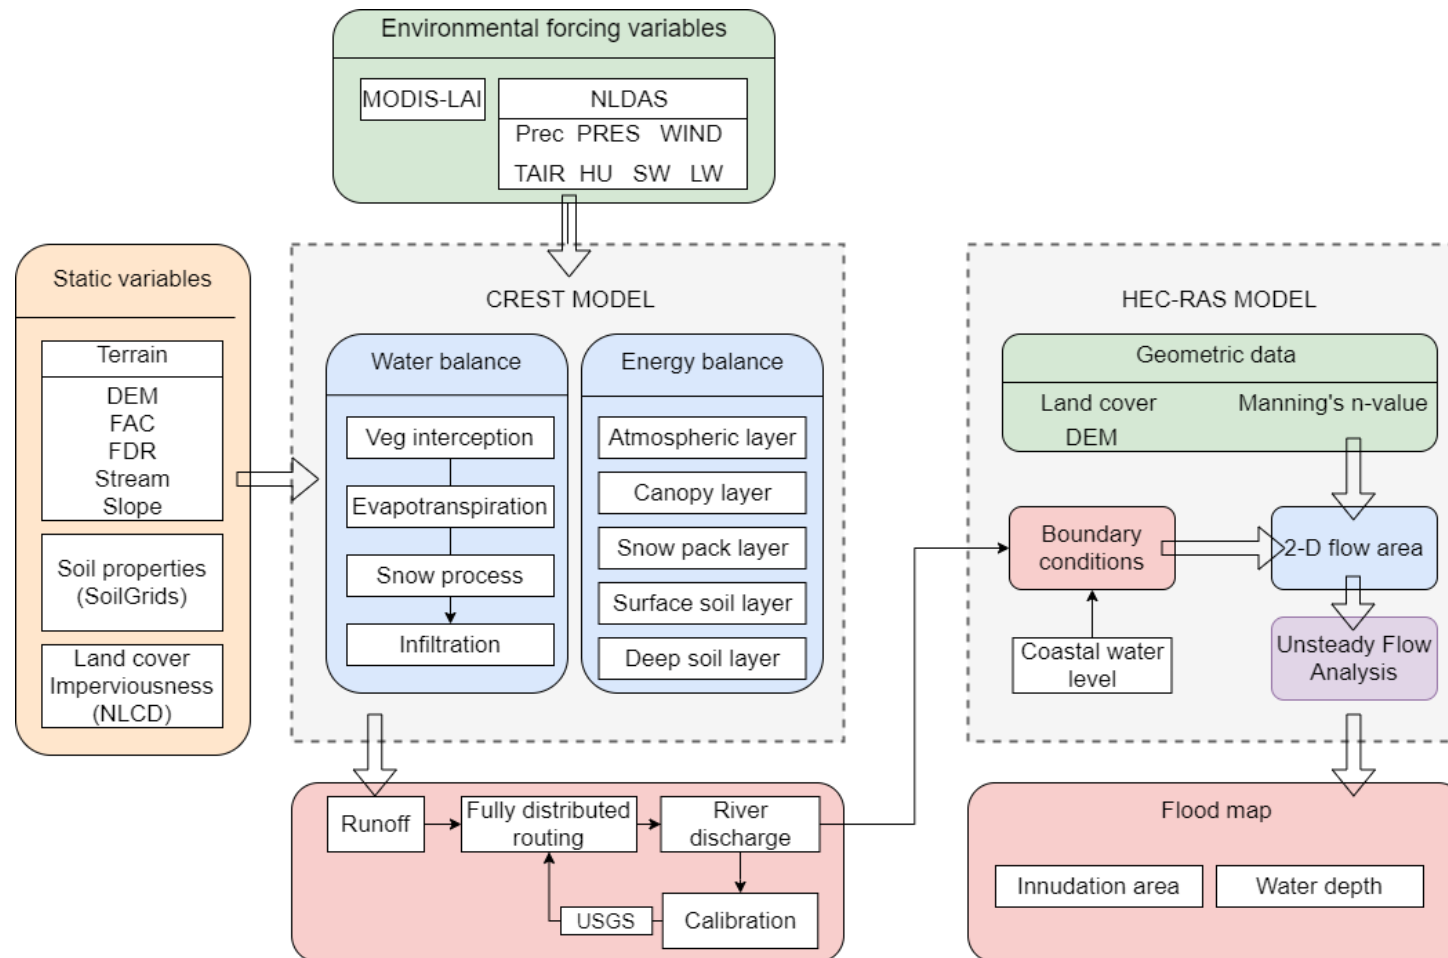 Environmental forcing variables
MODIS-LAI
NLDAS
Prec PRES WIND
TAIR HU SW LW
Static variables
Terrain
DEM
FAC
FDR
Stream
Slope
Soil properties
(SoilGrids)
Land cover
Imperviousness
(NLCD)
CREST MODEL
Water balance
Veg interception
Evapotranspiration
Snow process
Infiltration
Energy balance
Atmospheric layer
Canopy layer
Snow pack layer
Surface soil layer
Deep soil layer
Runoff
Fully distributed
routing
River
discharge
USGS
Calibration
HEC-RAS MODEL
Geometric data
Land cover
Manning's n-value
DEM
Boundary
conditions
2-D flow area
Coastal water
level
Unsteady Flow
Analysis
Flood map
Innudation area
Water depth